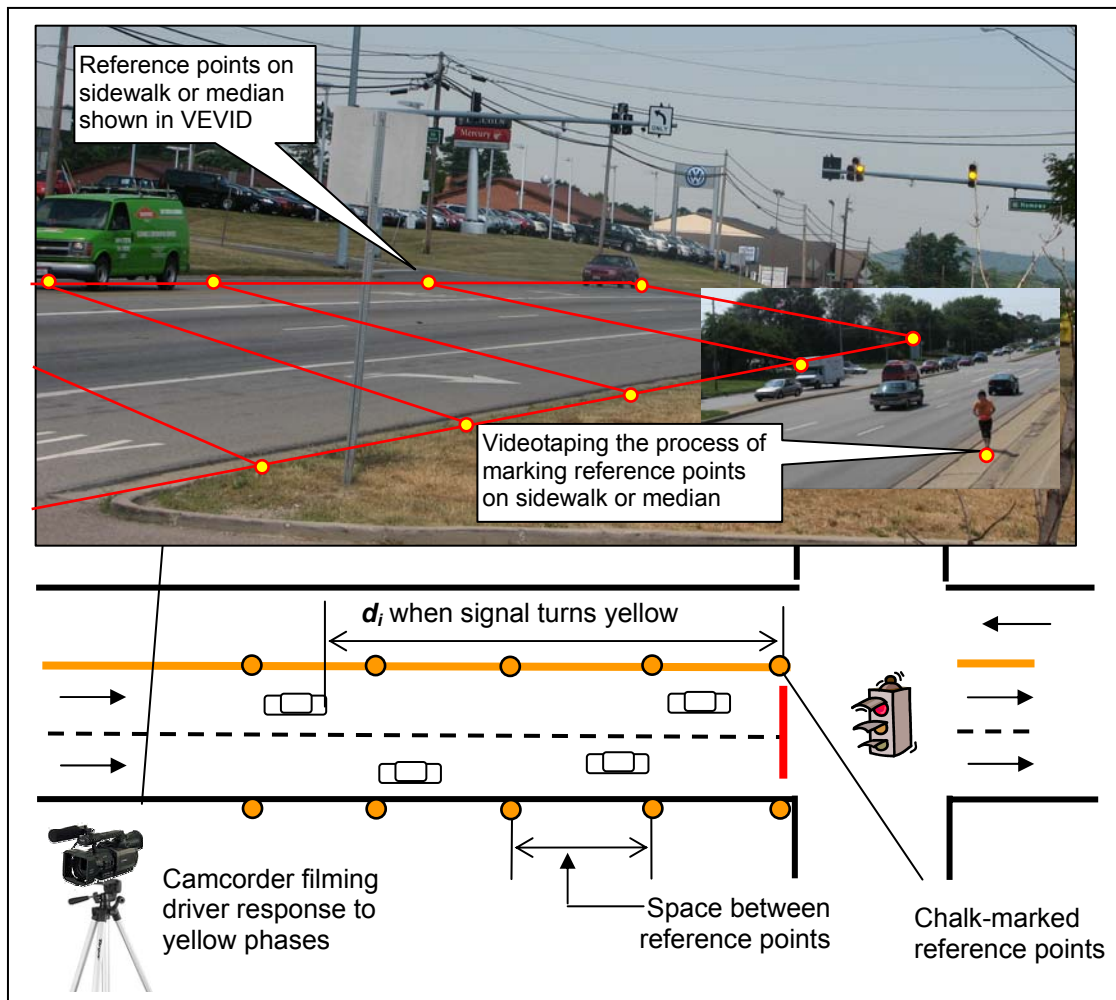 Reference points on
sidewalk or median
shown in VEVID
LINCOLN
Mercury
ONLY
Videotaping the process of
marking reference points
on sidewalk or median
di when signal turns yellow
Camcorder filming
driver response to
yellow phases
Space between
reference points
Chalk-marked
reference points